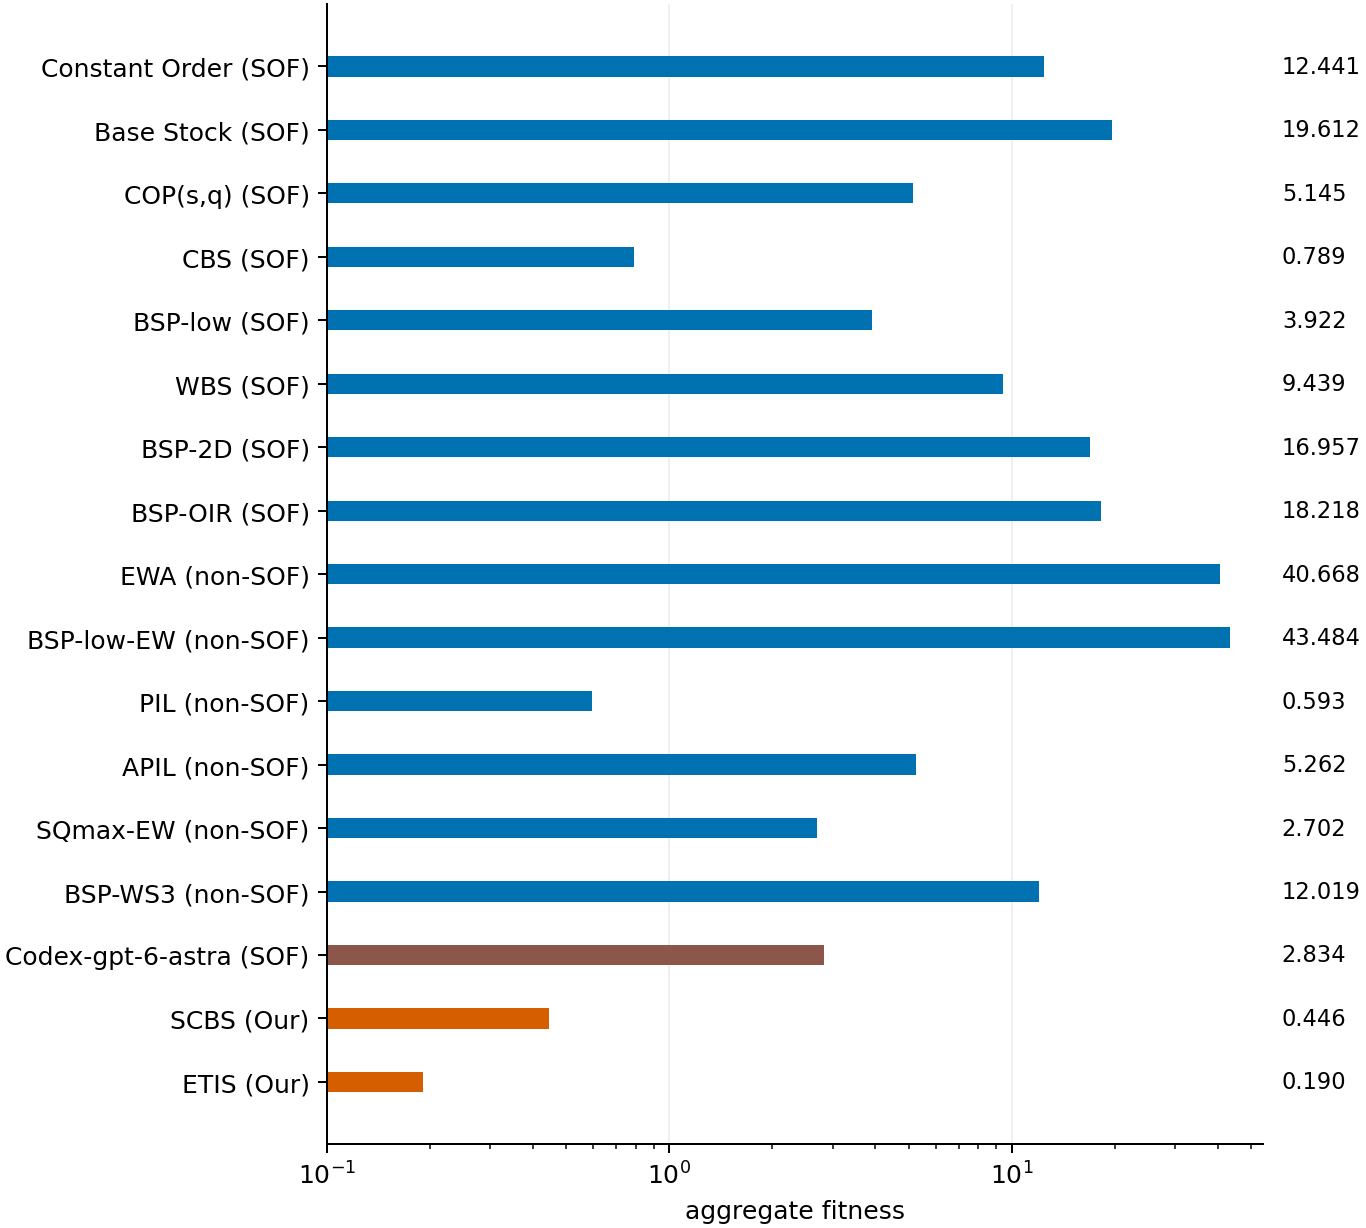 Constant Order (SOF) 12.441
Base Stock (SOF) 19.612
COP(s,q) (SOF) 5.145
CBS (SOF) 0.789
BSP-low (SOF) 3.922
WBS (SOF) 9.439
BSP-2D (SOF) 16.957
BSP-OIR (SOF) 18.218
EWA (non-SOF) 40.668
BSP-low-EW (non-SOF) 43.484
PIL (non-SOF) 0.593
APIL (non-SOF) 5.262
SQmax-EW (non-SOF) 2.702
BSP-WS3 (non-SOF) 12.019
Codex-gpt-6-astra (SOF) 2.834
SCBS (Our) 0.446
ETIS (Our) 0.190
10⁻¹ 10⁰ 10¹
aggregate fitness